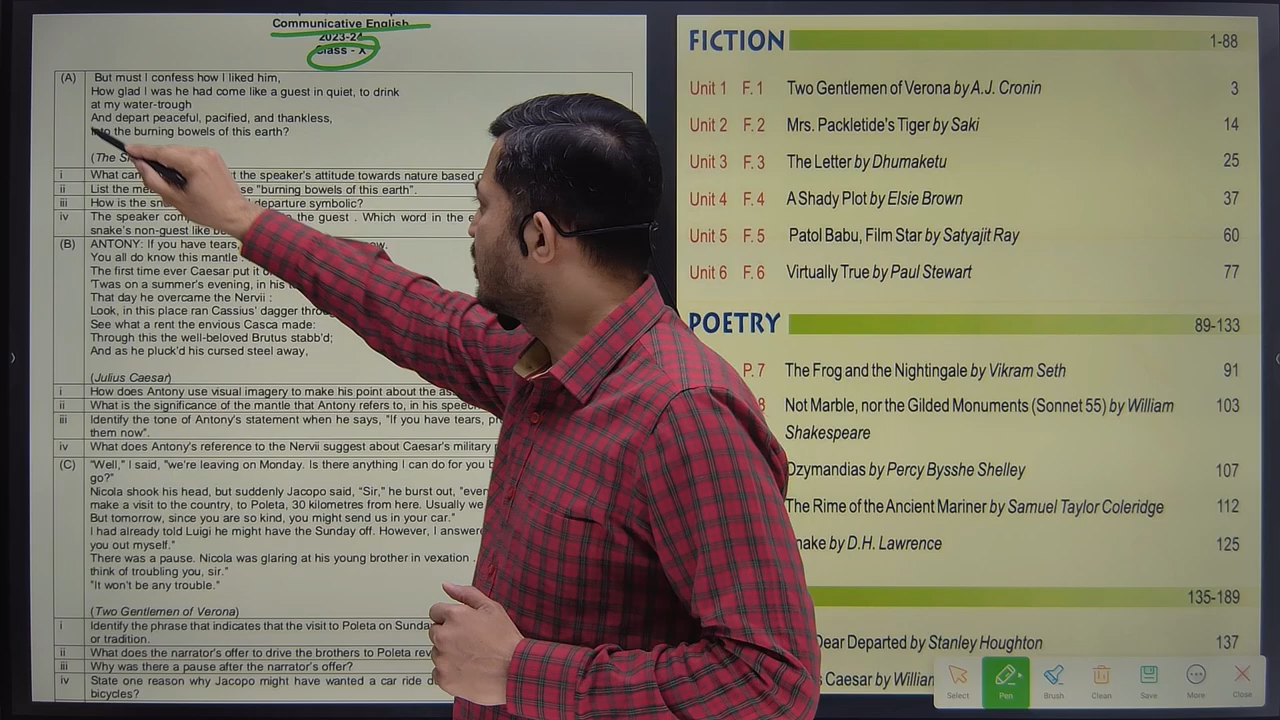 Communicative English
2023-24
Class - X
(A) But must I confess how I liked him,
How glad I was he had come like a guest in quiet, to drink
at my water-trough
And depart peaceful, pacified, and thankless,
Into the burning bowels of this earth?
(The
i What can the speaker's attitude towards nature based
ii List the "burning bowels of this earth".
iii How is the departure symbolic?
iv The speaker the guest . Which word in the
snake's non-guest like
(B) ANTONY: If you have tears,
You all do know this mantle
The first time ever Caesar put it
'Twas on a summer's evening, in his
That day he overcame the Nervii :
Look, in this place ran Cassius' dagger
See what a rent the envious Casca made:
Through this the well-beloved Brutus stabb'd;
And as he pluck'd his cursed steel away,
(Julius Caesar)
i How does Antony use visual imagery to make his point about the
ii What is the significance of the mantle that Antony refers to, in his
iii Identify the tone of Antony's statement when he says, "If you have tears,
them now".
iv What does Antony's reference to the Nervii suggest about Caesar's military
(C) "Well," I said, "we're leaving on Monday. Is there anything I can do for you
go?"
Nicola shook his head, but suddenly Jacopo said, "Sir," he burst out,
make a visit to the country, to Poleta, 30 kilometres from here. Usually we
But tomorrow, since you are so kind, you might send us in your car."
I had already told Luigi he might have the Sunday off. However, I
you out myself."
There was a pause. Nicola was glaring at his young brother in vexation .
think of troubling you, sir."
"It won't be any trouble."
(Two Gentlemen of Verona)
i Identify the phrase that indicates that the visit to Poleta on
or tradition.
ii What does the narrator's offer to drive the brothers to Poleta
iii Why was there a pause after the narrator's offer?
iv State one reason why Jacopo might have wanted a car ride
bicycles?
FICTION 1-88
Unit 1 F.1 Two Gentlemen of Verona by A.J. Cronin 3
Unit 2 F.2 Mrs. Packletide's Tiger by Saki 14
Unit 3 F.3 The Letter by Dhumaketu 25
Unit 4 F.4 A Shady Plot by Elsie Brown 37
Unit 5 F.5 Patol Babu, Film Star by Satyajit Ray 60
Unit 6 F.6 Virtually True by Paul Stewart 77
POETRY 89-133
P.7 The Frog and the Nightingale by Vikram Seth 91
8 Not Marble, nor the Gilded Monuments (Sonnet 55) by William 103
Shakespeare
Ozymandias by Percy Bysshe Shelley 107
The Rime of the Ancient Mariner by Samuel Taylor Coleridge 112
Snake by D.H. Lawrence 125
135-189
Dear Departed by Stanley Houghton 137
Caesar by William
Select Pen Brush Clean Save More Close